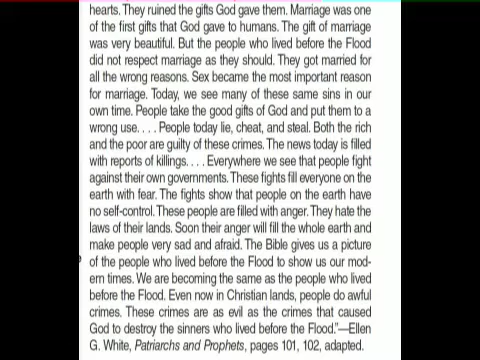 hearts. They ruined the gifts God gave them. Marriage was one
of the first gifts that God gave to humans. The gift of marriage
was very beautiful. But the people who lived before the Flood
did not respect marriage as they should. They got married for
all the wrong reasons. Sex became the most important reason
for marriage. Today, we see many of these same sins in our
own time. People take the good gifts of God and put them to a
wrong use. . . . People today lie, cheat, and steal. Both the rich
and the poor are guilty of these crimes. The news today is filled
with reports of killings. . . . Everywhere we see that people fight
against their own governments. These fights fill everyone on the
earth with fear. The fights show that people on the earth have
no self-control. These people are filled with anger. They hate the
laws of their lands. Soon their anger will fill the whole earth and
make people very sad and afraid. The Bible gives us a picture
of the people who lived before the Flood to show us our mod-
ern times. We are becoming the same as the people who lived
before the Flood. Even now in Christian lands, people do awful
crimes. These crimes are as evil as the crimes that caused
God to destroy the sinners who lived before the Flood.”—Ellen
G. White, Patriarchs and Prophets, pages 101, 102, adapted.